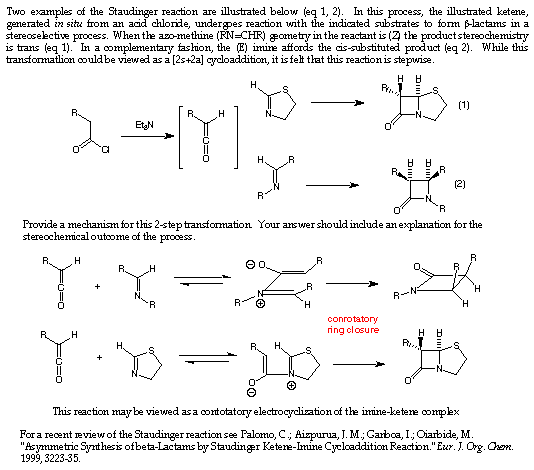 Two examples of the Staudinger reaction are illustrated below (eq 1, 2).  In this process, the illustrated ketene,
generated in situ from an acid chloride, undergoes reaction with the indicated substrates to form β-lactams in a
stereoselective process.  When the azo-methine (RN=CHR) geometry in the reactant is (Z) the product stereochemistry
is trans (eq 1).  In a complementary fashion, the (E) imine affords the cis-substituted product (eq 2).  While this
transformation could be viewed as a [2s+2a] cycloaddition, it is felt that this reaction is stepwise.
H
S
N
H H
R
S
O
N
(1)
R
O
Cl
Et3N
R
H
C
O
H
R
N
R
H H
R
R
O
N
R
(2)
Provide a mechanism for this 2-step transformation.  Your answer should include an explanation for the
stereochemical outcome of the process.
R
H
C
O
+
H
R
N
R
⊖
O
R
R
N
⊕
R
H
O
R
R
R
N
H
H
conrotatory
ring closure
R
H
C
O
+
H
S
N
R
H
S
O
N
⊖
⊕
H H
R
S
O
N
This reaction may be viewed as a contotatory electrocyclization of the imine-ketene complex
For a recent review of the Staudinger reaction see Palomo, C.; Aizpurua, J. M.; Ganboa, I.; Oiarbide, M.
"Asymmetric Synthesis of beta-Lactams by Staudinger Ketene-Imine Cycloaddition Reaction." Eur. J. Org. Chem.
1999, 3223-35.